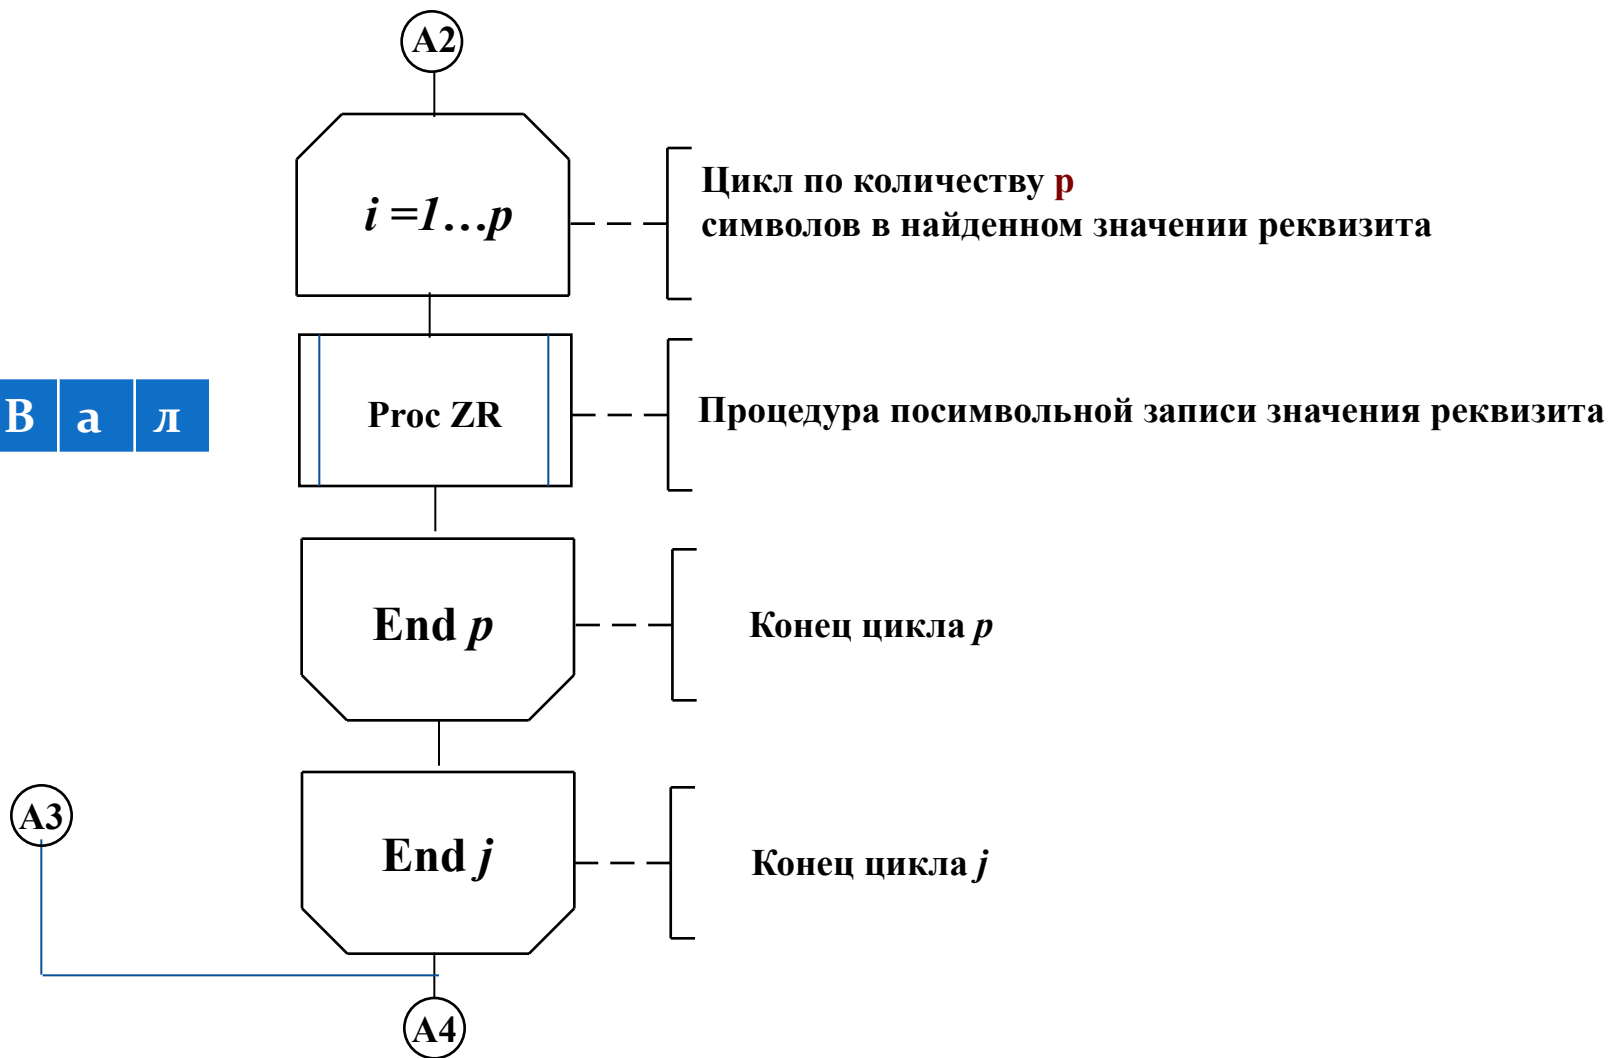 A2
i =1…p
Цикл по количеству p
символов в найденном значении реквизита
В а л
Proc ZR
Процедура посимвольной записи значения реквизита
End p
Конец цикла p
A3
End j
Конец цикла j
A4